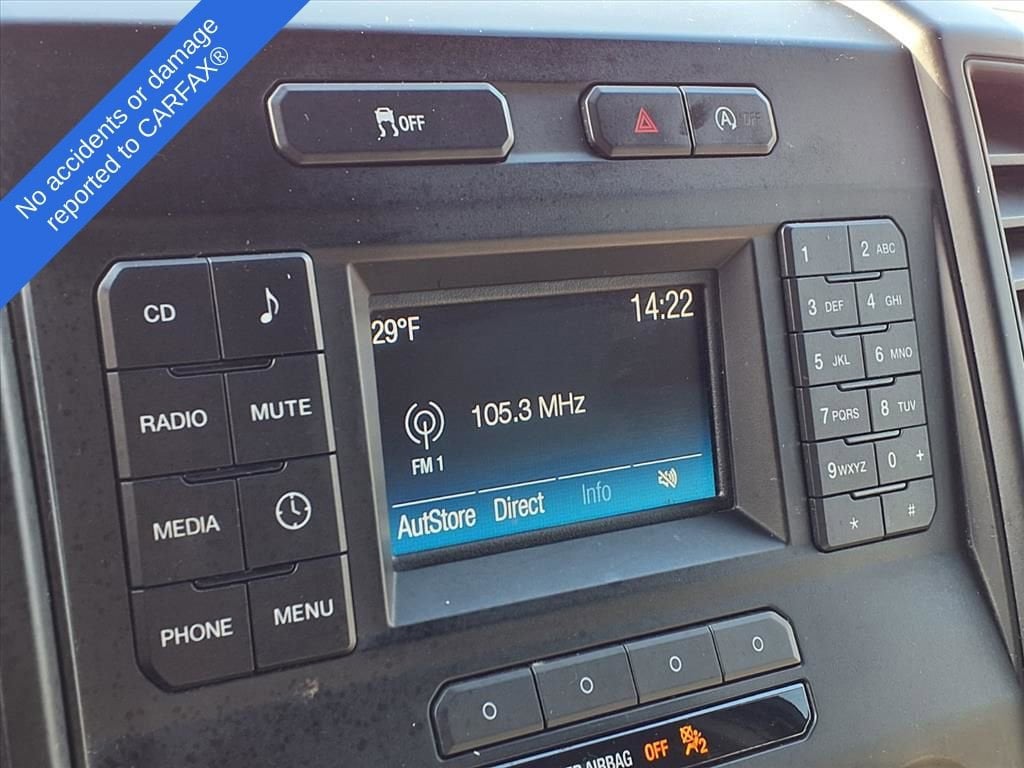 No accidents or damage
reported to CARFAX®
OFF
OFF
CD
RADIO MUTE
MEDIA
PHONE MENU
29°F 14:22
105.3 MHz
FM 1
AutStore Direct Info
1 2 ABC
3 DEF 4 GHI
5 JKL 6 MNO
7 PQRS 8 TUV
9 WXYZ 0 +
* #
AIRBAG OFF 2